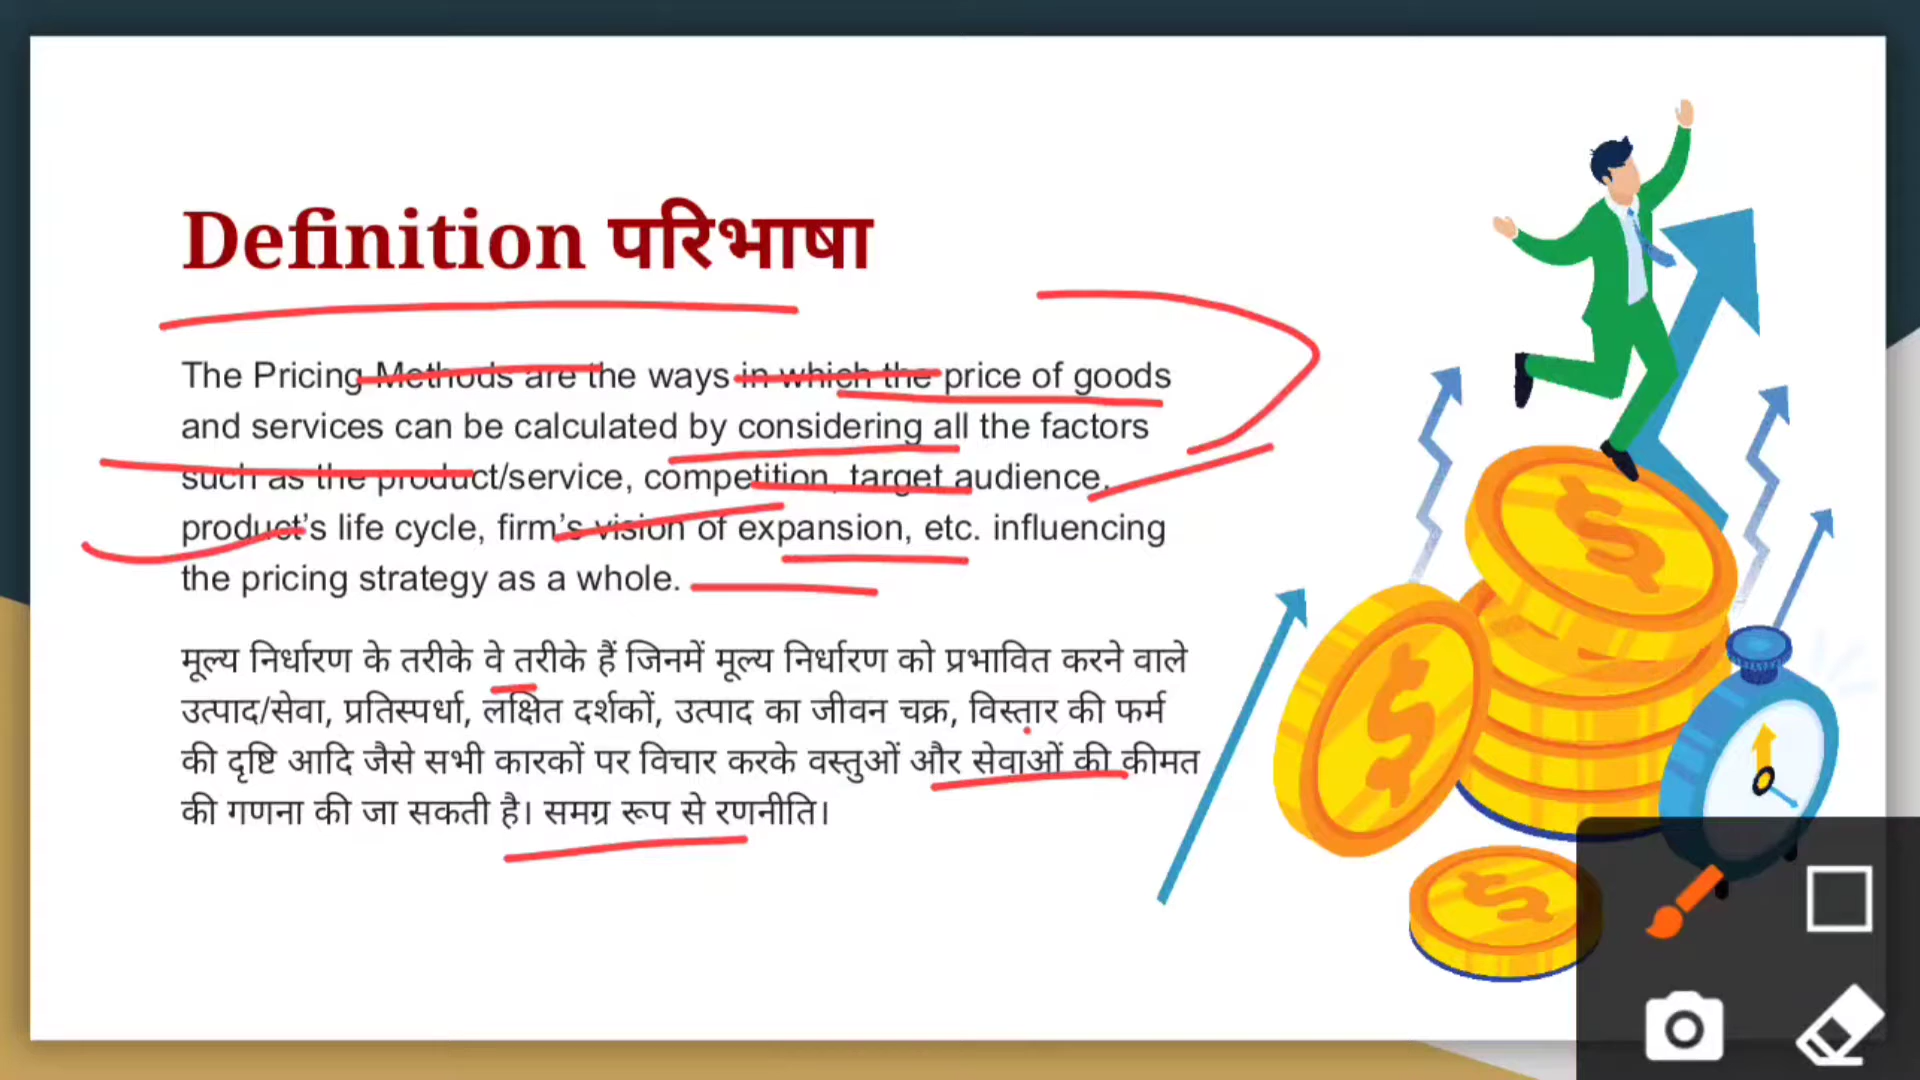 Definition परिभाषा
The Pricing Methods are the ways in which the price of goods
and services can be calculated by considering all the factors
such as the product/service, competition, target audience,
product’s life cycle, firm’s vision of expansion, etc. influencing
the pricing strategy as a whole.
मूल्य निर्धारण के तरीके वे तरीके हैं जिनमें मूल्य निर्धारण को प्रभावित करने वाले
उत्पाद/सेवा, प्रतिस्पर्धा, लक्षित दर्शकों, उत्पाद का जीवन चक्र, विस्तार की फर्म
की दृष्टि आदि जैसे सभी कारकों पर विचार करके वस्तुओं और सेवाओं की कीमत
की गणना की जा सकती है। समग्र रूप से रणनीति।